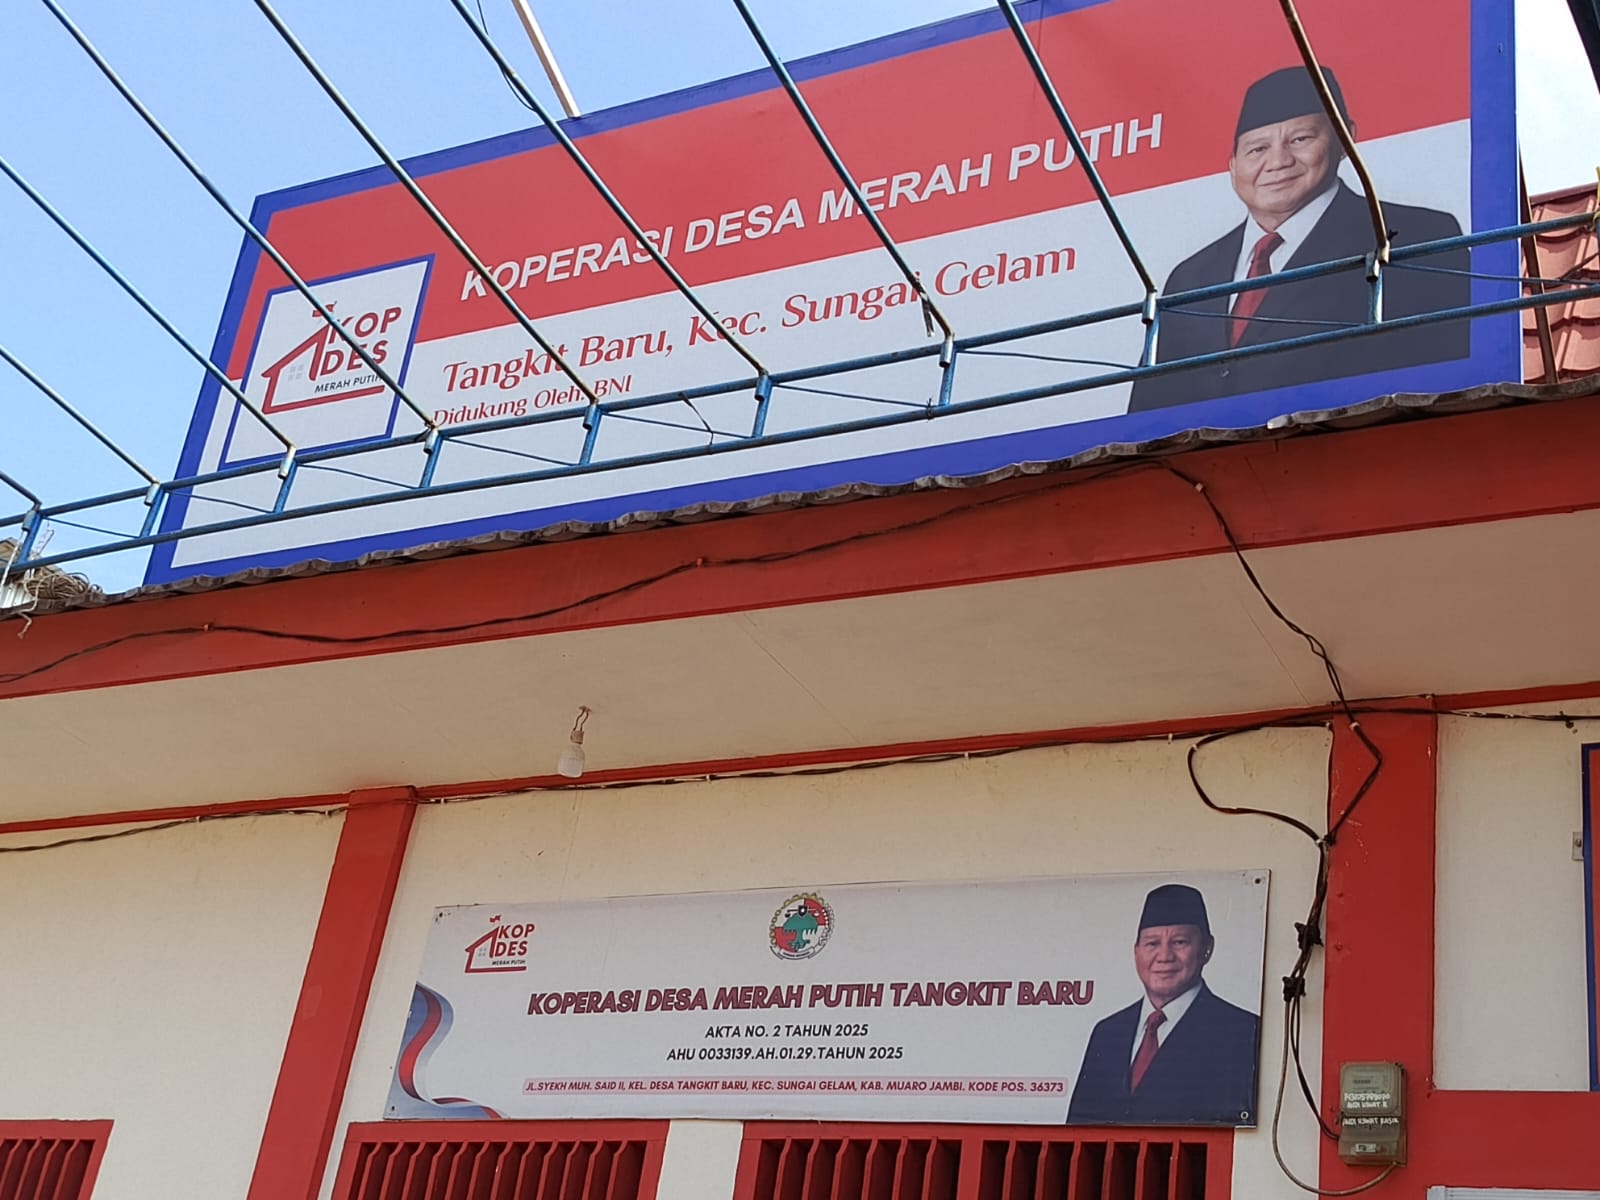 KOPERASI DESA MERAH PUTIH
Tangkit Baru, Kec. Sungai Gelam
Didukung Oleh: BNI
KOP
DES
MERAH PUTIH
KOP
DES
MERAH PUTIH
KOPERASI DESA MERAH PUTIH TANGKIT BARU
AKTA NO. 2 TAHUN 2025
AHU 0033139.AH.01.29.TAHUN 2025
JL.SYEKH MUH. SAID II, KEL. DESA TANGKIT BARU, KEC. SUNGAI GELAM, KAB. MUARO JAMBI. KODE POS. 36373